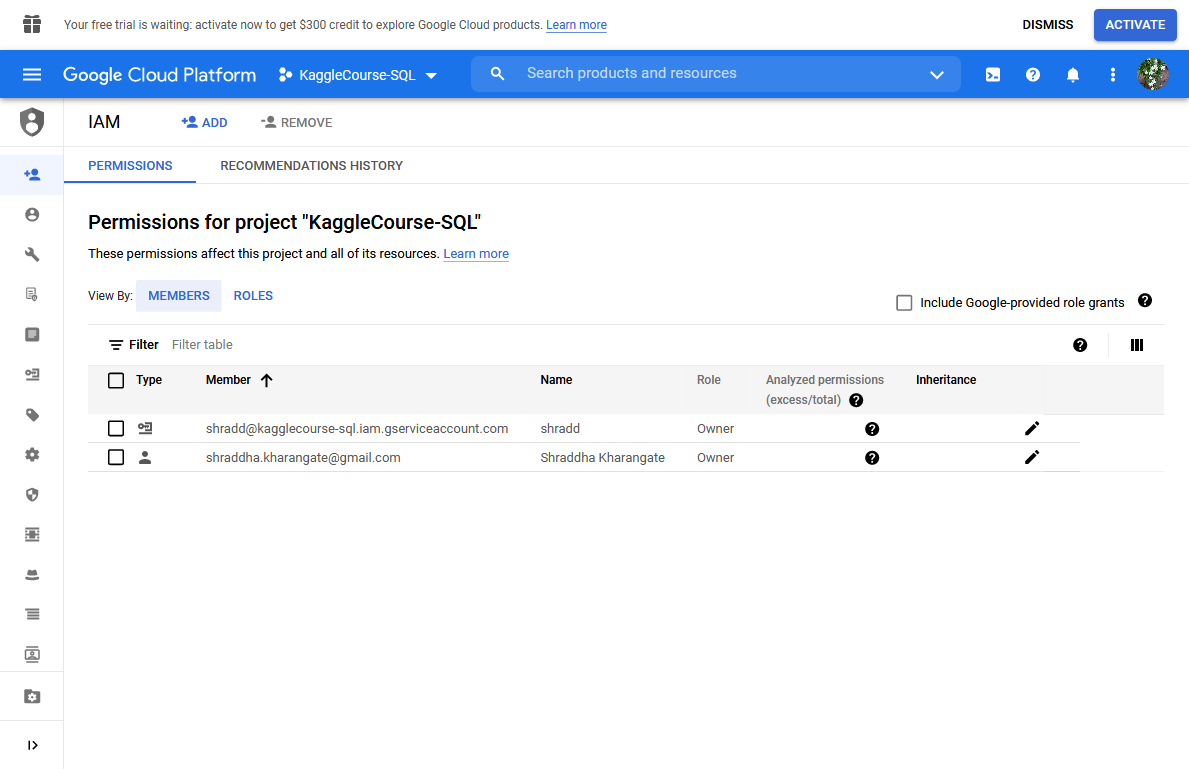 Your free trial is waiting: activate now to get $300 credit to explore Google Cloud products. Learn more
DISMISS
ACTIVATE
Google Cloud Platform
KaggleCourse-SQL
Search products and resources
IAM
ADD
REMOVE
PERMISSIONS
RECOMMENDATIONS HISTORY
Permissions for project "KaggleCourse-SQL"
These permissions affect this project and all of its resources. Learn more
View By: MEMBERS ROLES
Include Google-provided role grants
Filter Filter table
Type Member Name Role Analyzed permissions (excess/total) Inheritance
shradd@kagglecourse-sql.iam.gserviceaccount.com shradd Owner
shraddha.kharangate@gmail.com Shraddha Kharangate Owner